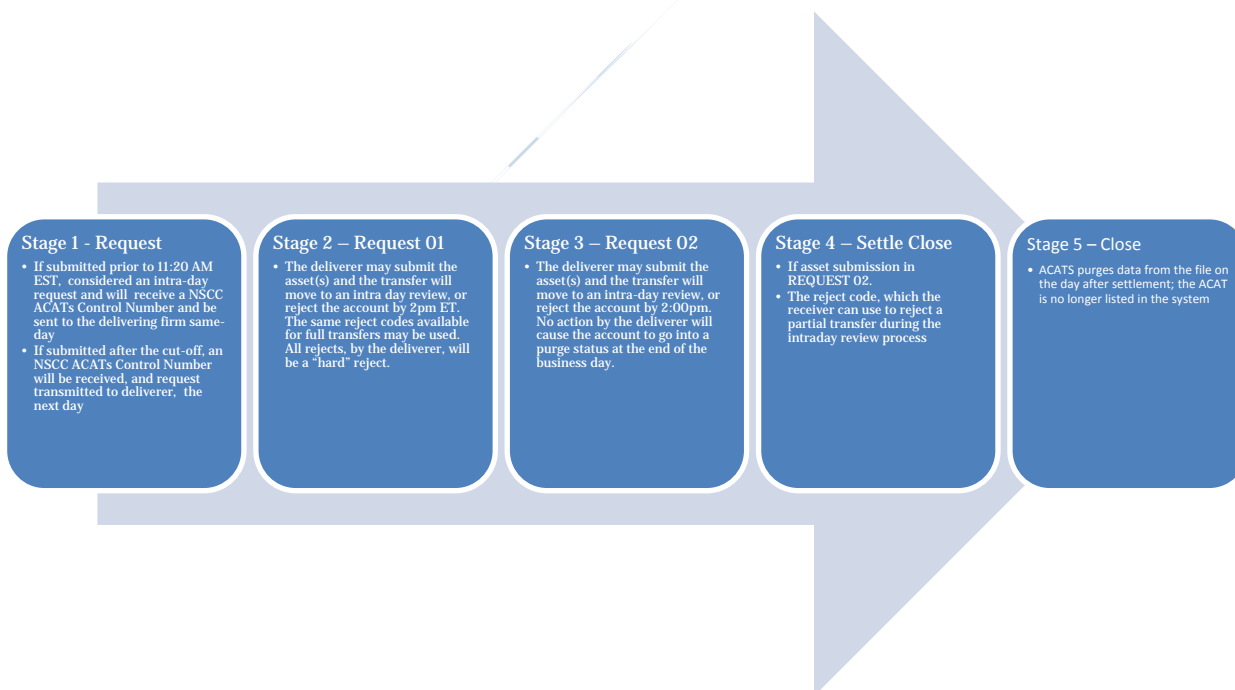 Stage 1 - Request
• If submitted prior to 11:20 AM
EST, considered an intra-day
request and will receive a NSCC
ACATs Control Number and be
sent to the delivering firm same-
day
• If submitted after the cut-off, an
NSCC ACATs Control Number
will be received, and request
transmitted to deliverer, the
next day
Stage 2 – Request 01
• The deliverer may submit the
asset(s) and the transfer will
move to an intra day review, or
reject the account by 2pm ET.
The same reject codes available
for full transfers may be used.
All rejects, by the deliverer, will
be a “hard” reject.
Stage 3 – Request 02
• The deliverer may submit the
asset(s) and the transfer will
move to an intra-day review, or
reject the account by 2:00pm.
No action by the deliverer will
cause the account to go into a
purge status at the end of the
business day.
Stage 4 – Settle Close
• If asset submission in
REQUEST 02.
• The reject code, which the
receiver can use to reject a
partial transfer during the
intraday review process
Stage 5 – Close
• ACATS purges data from the file on
the day after settlement; the ACAT
is no longer listed in the system